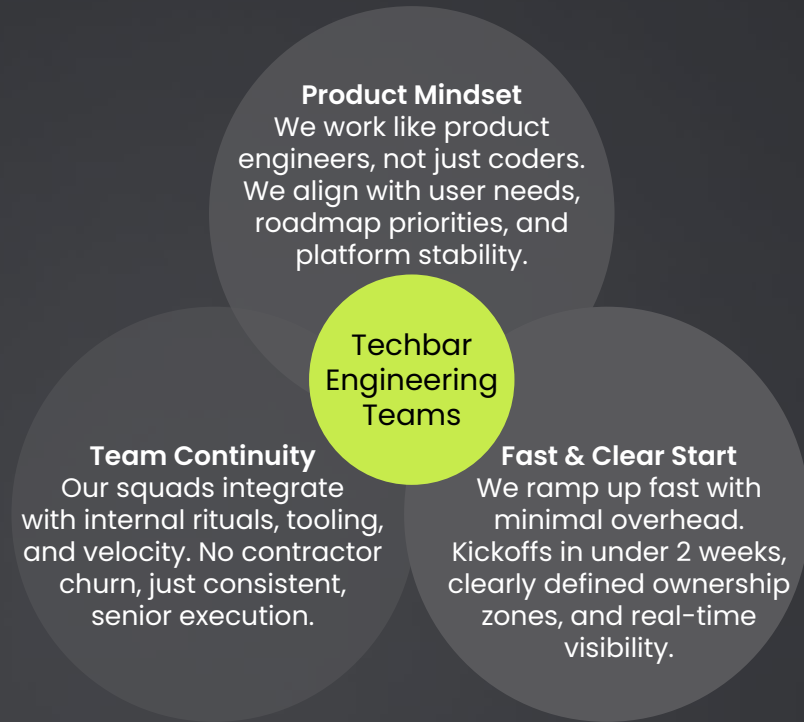 Product Mindset
We work like product
engineers, not just coders.
We align with user needs,
roadmap priorities, and
platform stability.
Techbar
Engineering
Teams
Team Continuity
Our squads integrate
with internal rituals, tooling,
and velocity. No contractor
churn, just consistent,
senior execution.
Fast & Clear Start
We ramp up fast with
minimal overhead.
Kickoffs in under 2 weeks,
clearly defined ownership
zones, and real-time
visibility.